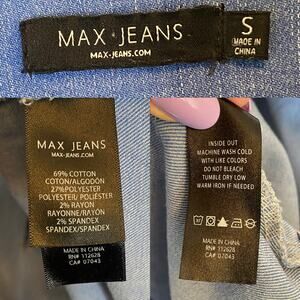 MAX JEANS
MAX-JEANS.COM
S
MADE IN
CHINA
MAX JEANS
MAX-JEANS.COM
69% COTTON
COTON/ALGODÓN
27%POLYESTER
POLYESTER/ POLIÉSTER
2% RAYON
RAYONNE/RAYÓN
2% SPANDEX
SPANDEX/SPANDEX
MADE IN CHINA
RN# 112628
CA# 07043
INSIDE OUT
MACHINE WASH COLD
WITH LIKE COLORS
DO NOT BLEACH
TUMBLE DRY LOW
WARM IRON IF NEEDED
MADE IN CHINA
RN# 112628
CA# 07043